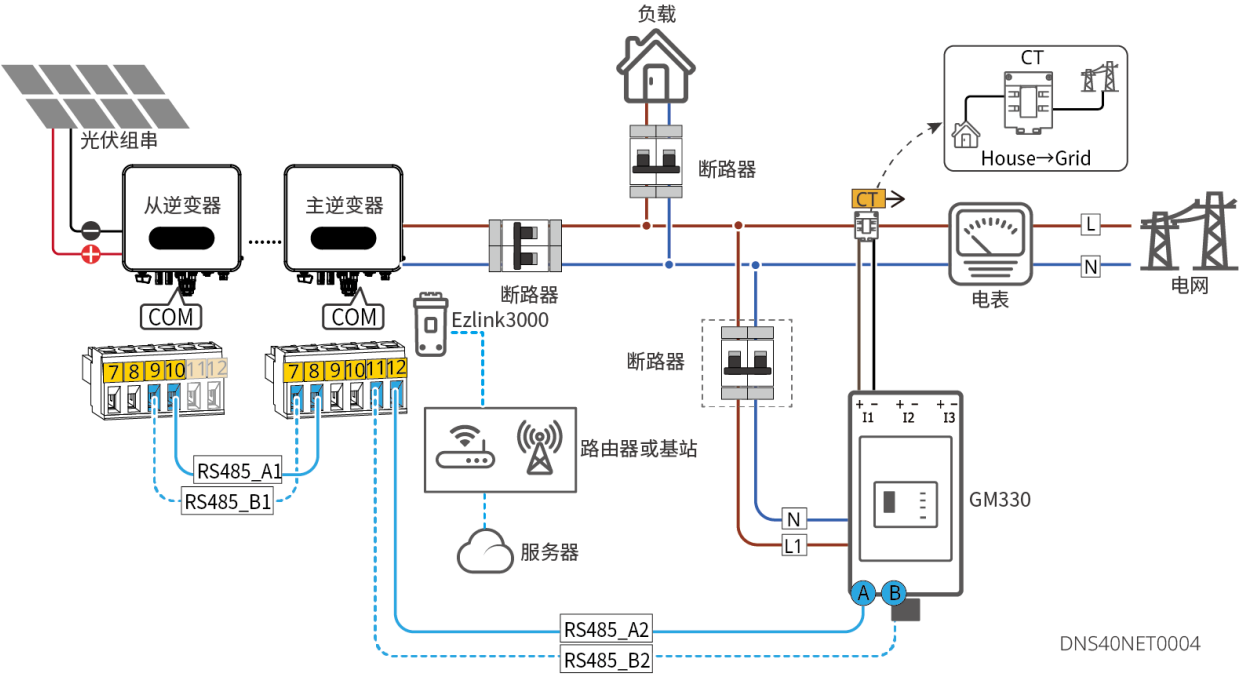 负载
CT
House→Grid
光伏组串
断路器
从逆变器
主逆变器
CT
L
N
电网
断路器
电表
COM
COM
Ezlink3000
断路器
7 8 9 10 11 12
7 8 9 10 11 12
+ − + − + −
I1 I2 I3
路由器或基站
RS485_A1
RS485_B1
GM330
N
L1
服务器
A B
RS485_A2
RS485_B2
DNS40NET0004